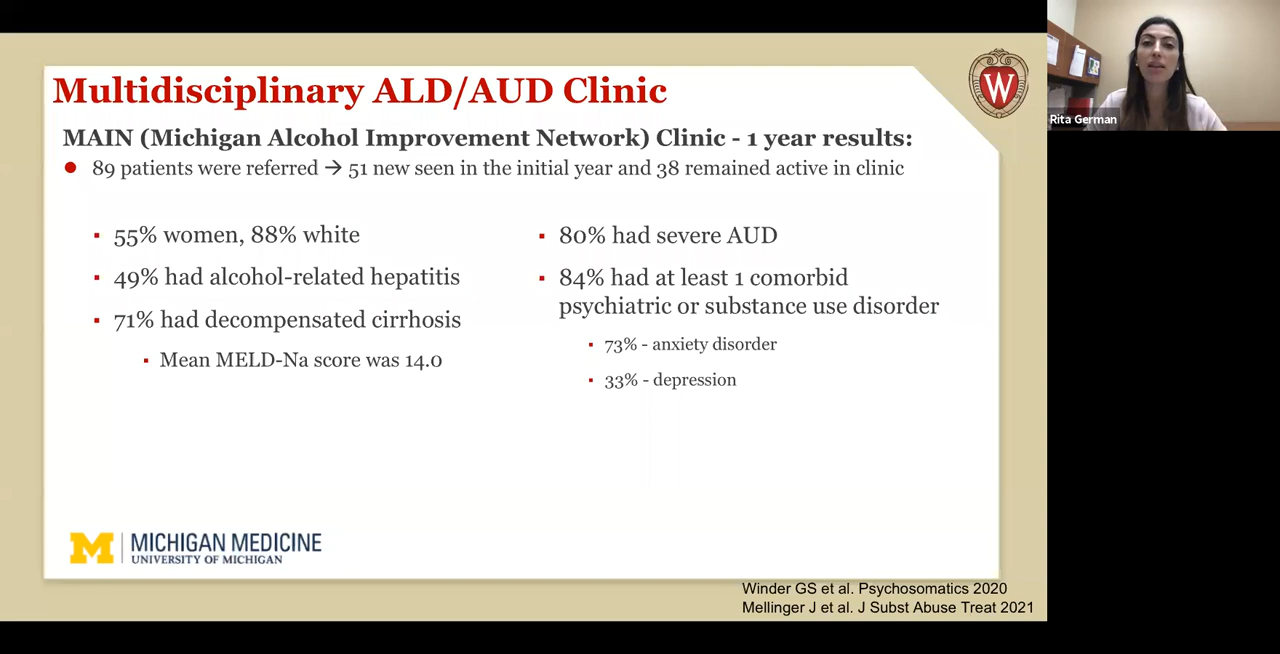 Multidisciplinary ALD/AUD Clinic
W
Rita German
MAIN (Michigan Alcohol Improvement Network) Clinic - 1 year results:
● 89 patients were referred → 51 new seen in the initial year and 38 remained active in clinic
▪ 55% women, 88% white
▪ 49% had alcohol-related hepatitis
▪ 71% had decompensated cirrhosis
▪ Mean MELD-Na score was 14.0
▪ 80% had severe AUD
▪ 84% had at least 1 comorbid
psychiatric or substance use disorder
▪ 73% - anxiety disorder
▪ 33% - depression
M
MICHIGAN MEDICINE
UNIVERSITY OF MICHIGAN
Winder GS et al. Psychosomatics 2020
Mellinger J et al. J Subst Abuse Treat 2021